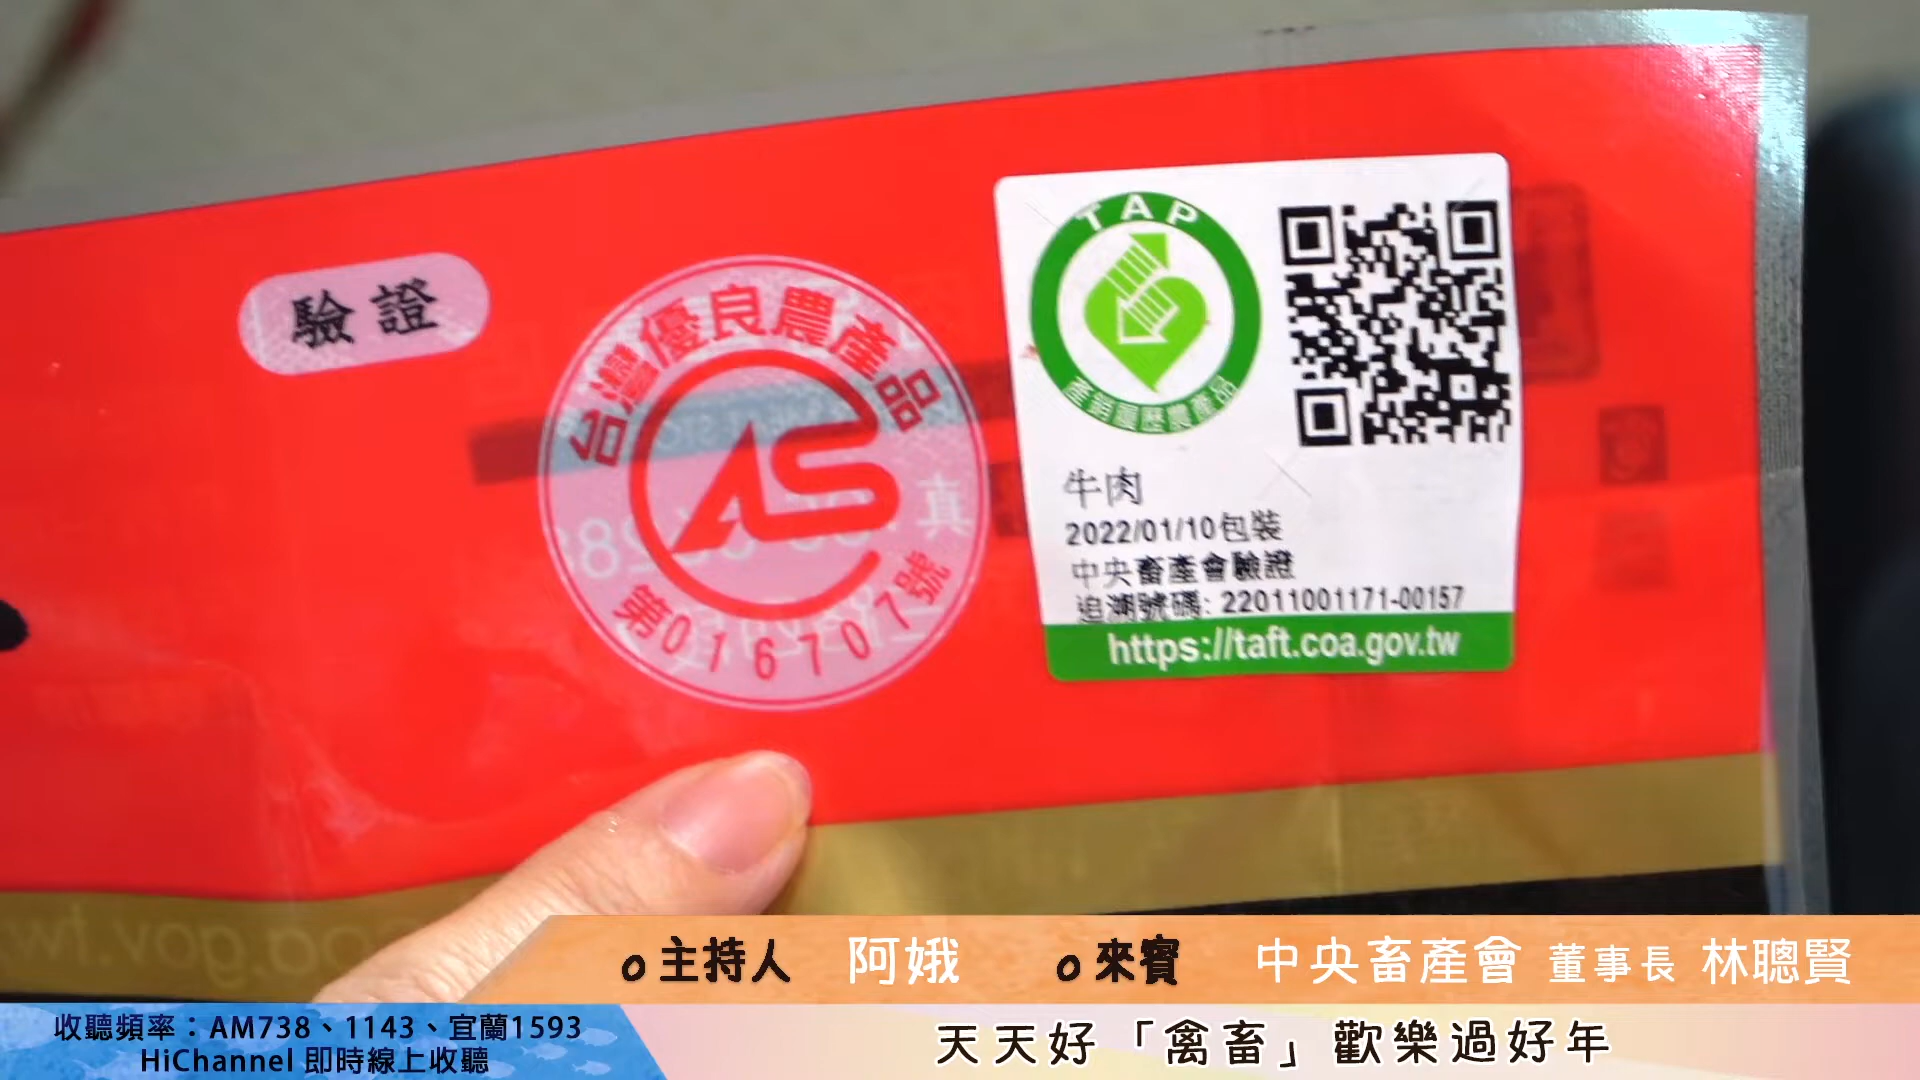 驗證
台灣優良農產品
CAS
第016707號
TAP
產銷履歷農產品
牛肉
2022/01/10包裝
中央畜產會驗證
追溯號碼: 22011001171-00157
https://taft.coa.gov.tw
主持人 阿娥 來賓 中央畜產會 董事長 林聰賢
收聽頻率：AM738、1143、宜蘭1593
HiChannel 即時線上收聽
天天好「禽畜」歡樂過好年